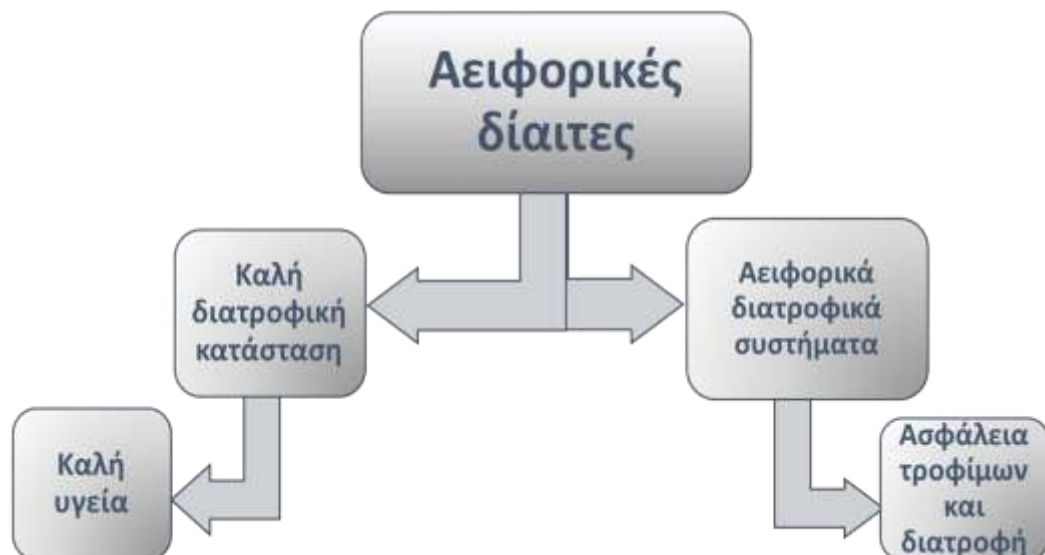 Αειφορικές
δίαιτες
Καλή
διατροφική
κατάσταση
Αειφορικά
διατροφικά
συστήματα
Καλή
υγεία
Ασφάλεια
τροφίμων
και
διατροφή